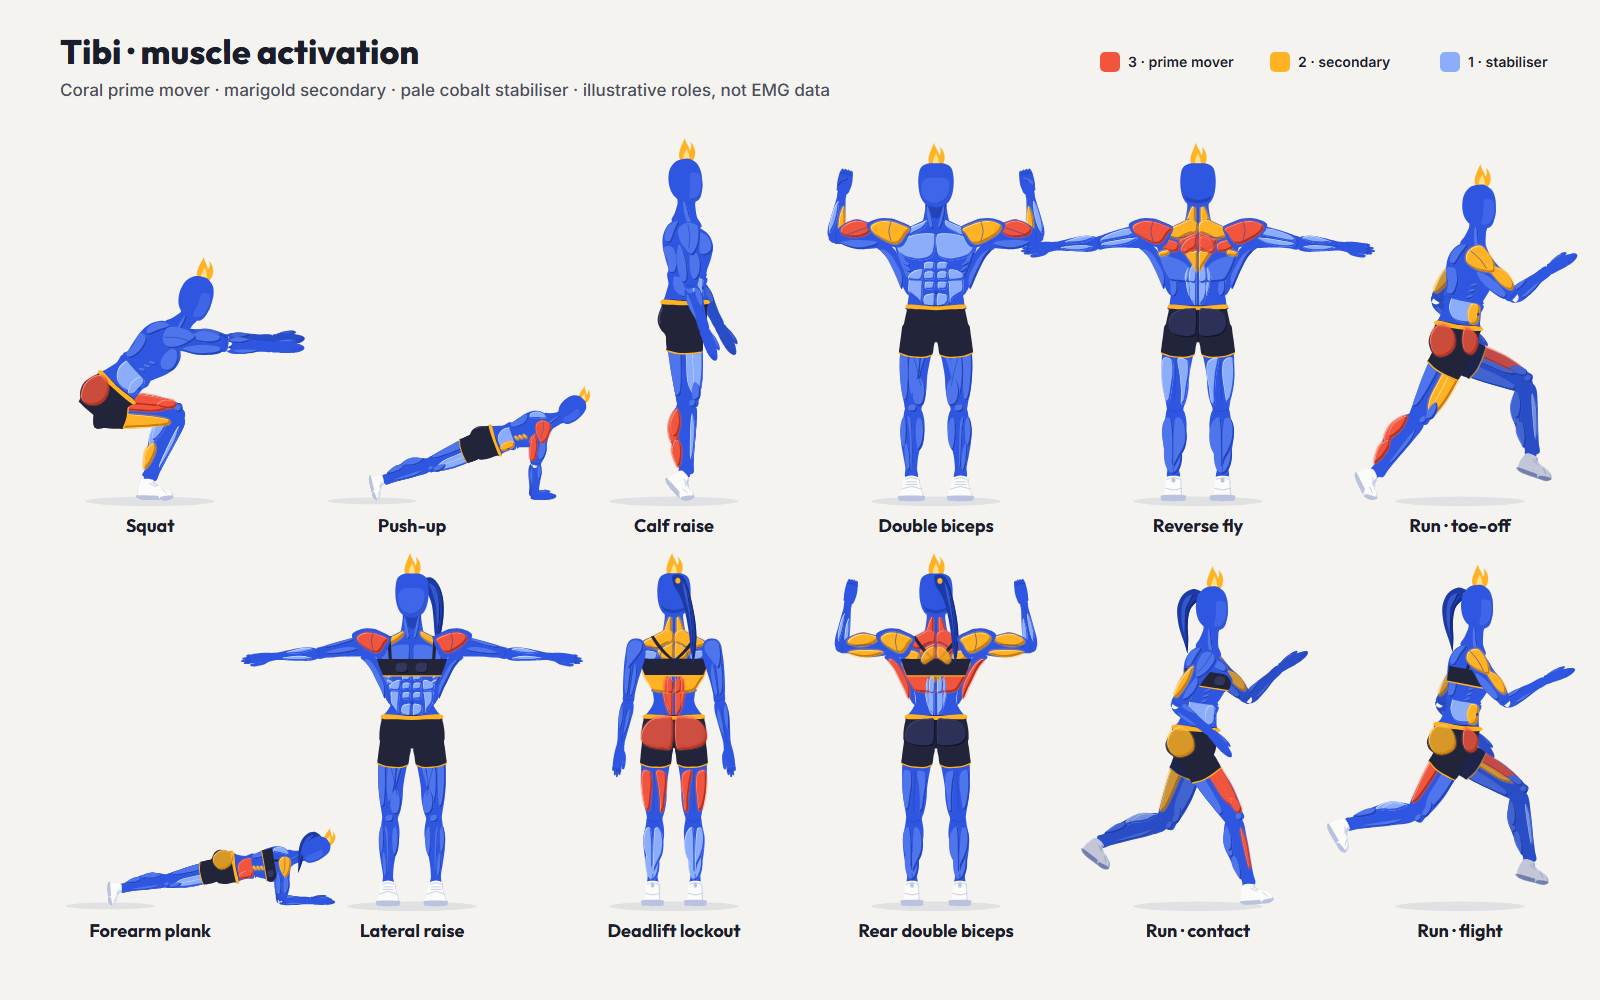 Tibi · muscle activation
Coral prime mover · marigold secondary · pale cobalt stabiliser · illustrative roles, not EMG data
3 · prime mover
2 · secondary
1 · stabiliser
Squat
Push-up
Calf raise
Double biceps
Reverse fly
Run · toe-off
Forearm plank
Lateral raise
Deadlift lockout
Rear double biceps
Run · contact
Run · flight